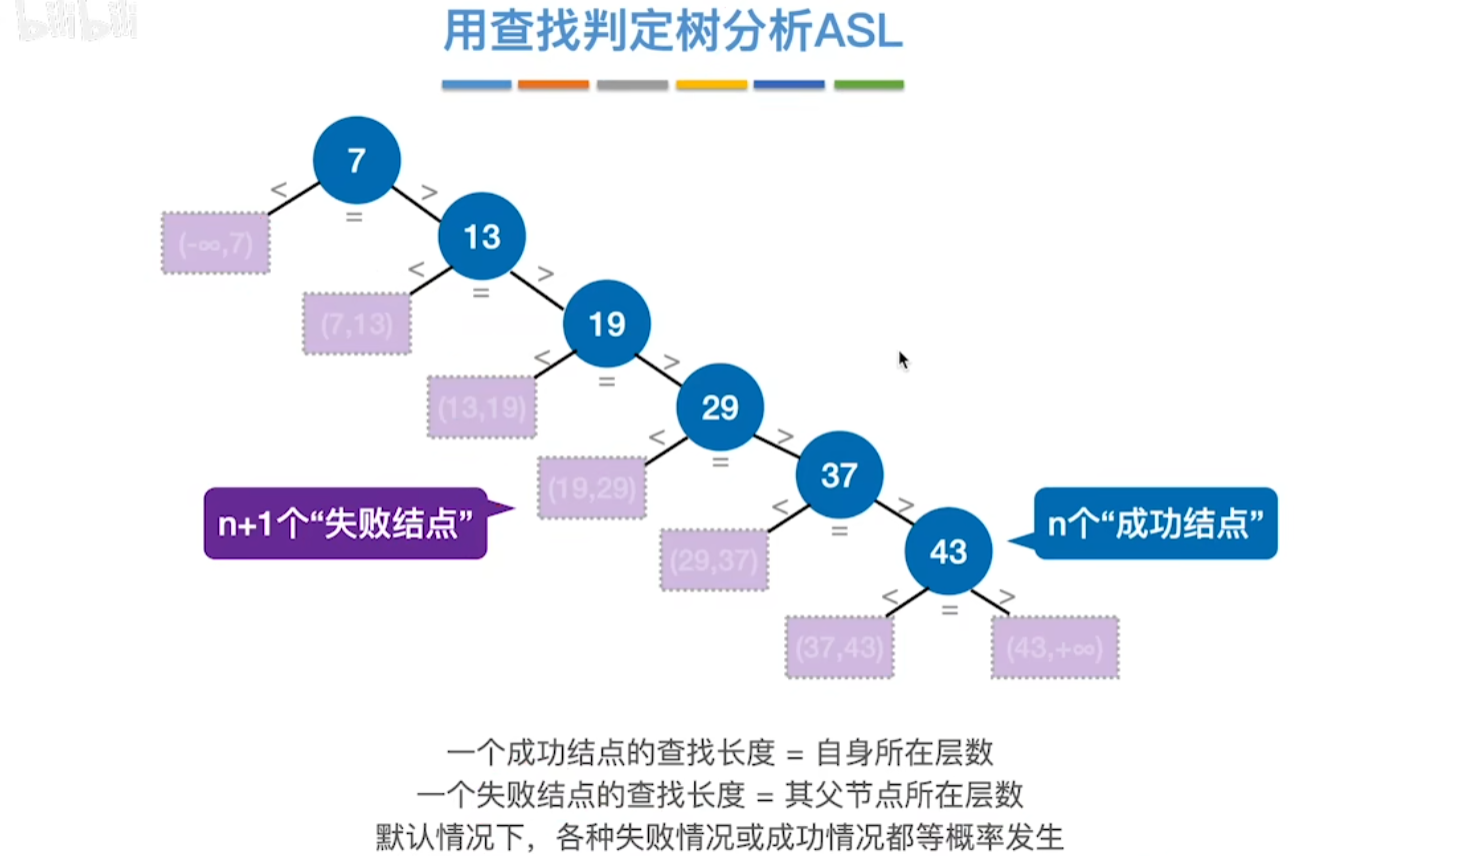 bilibili
用查找判定树分析ASL
7
< = >
13
(-∞,7)
< = >
19
(7,13)
< = >
29
(13,19)
< = >
37
(19,29)
< = >
n+1个“失败结点”
n个“成功结点”
43
(29,37)
< = >
(37,43)
(43,+∞)
一个成功结点的查找长度 = 自身所在层数
一个失败结点的查找长度 = 其父节点所在层数
默认情况下，各种失败情况或成功情况都等概率发生